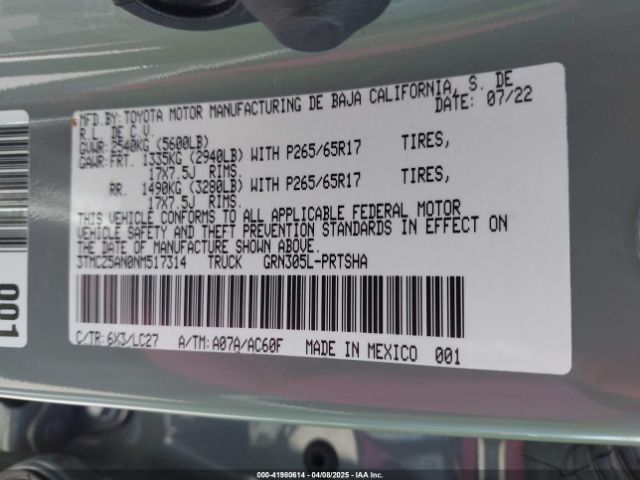 MFD.BY:TOYOTA MOTOR MANUFACTURING DE BAJA CALIFORNIA, S. DE
R.L. DE C.V. DATE: 07/22
GVWR:2540KG (5600LB)
GAWR:FRT. 1335KG (2940LB) WITH P265/65R17 TIRES,
17X7.5J RIMS.
RR. 1490KG (3280LB) WITH P265/65R17 TIRES,
17X7.5J RIMS.
THIS VEHICLE CONFORMS TO ALL APPLICABLE FEDERAL MOTOR
VEHICLE SAFETY AND THEFT PREVENTION STANDARDS IN EFFECT ON
THE DATE OF MANUFACTURE SHOWN ABOVE.
3TMCZ5AN0NM517314 TRUCK GRN305L-PRTSHA
C/TR:6X3/LC27 A/TM:A07A/AC60F MADE IN MEXICO 001
001
000-41980614 - 04/08/2025 - IAA Inc.